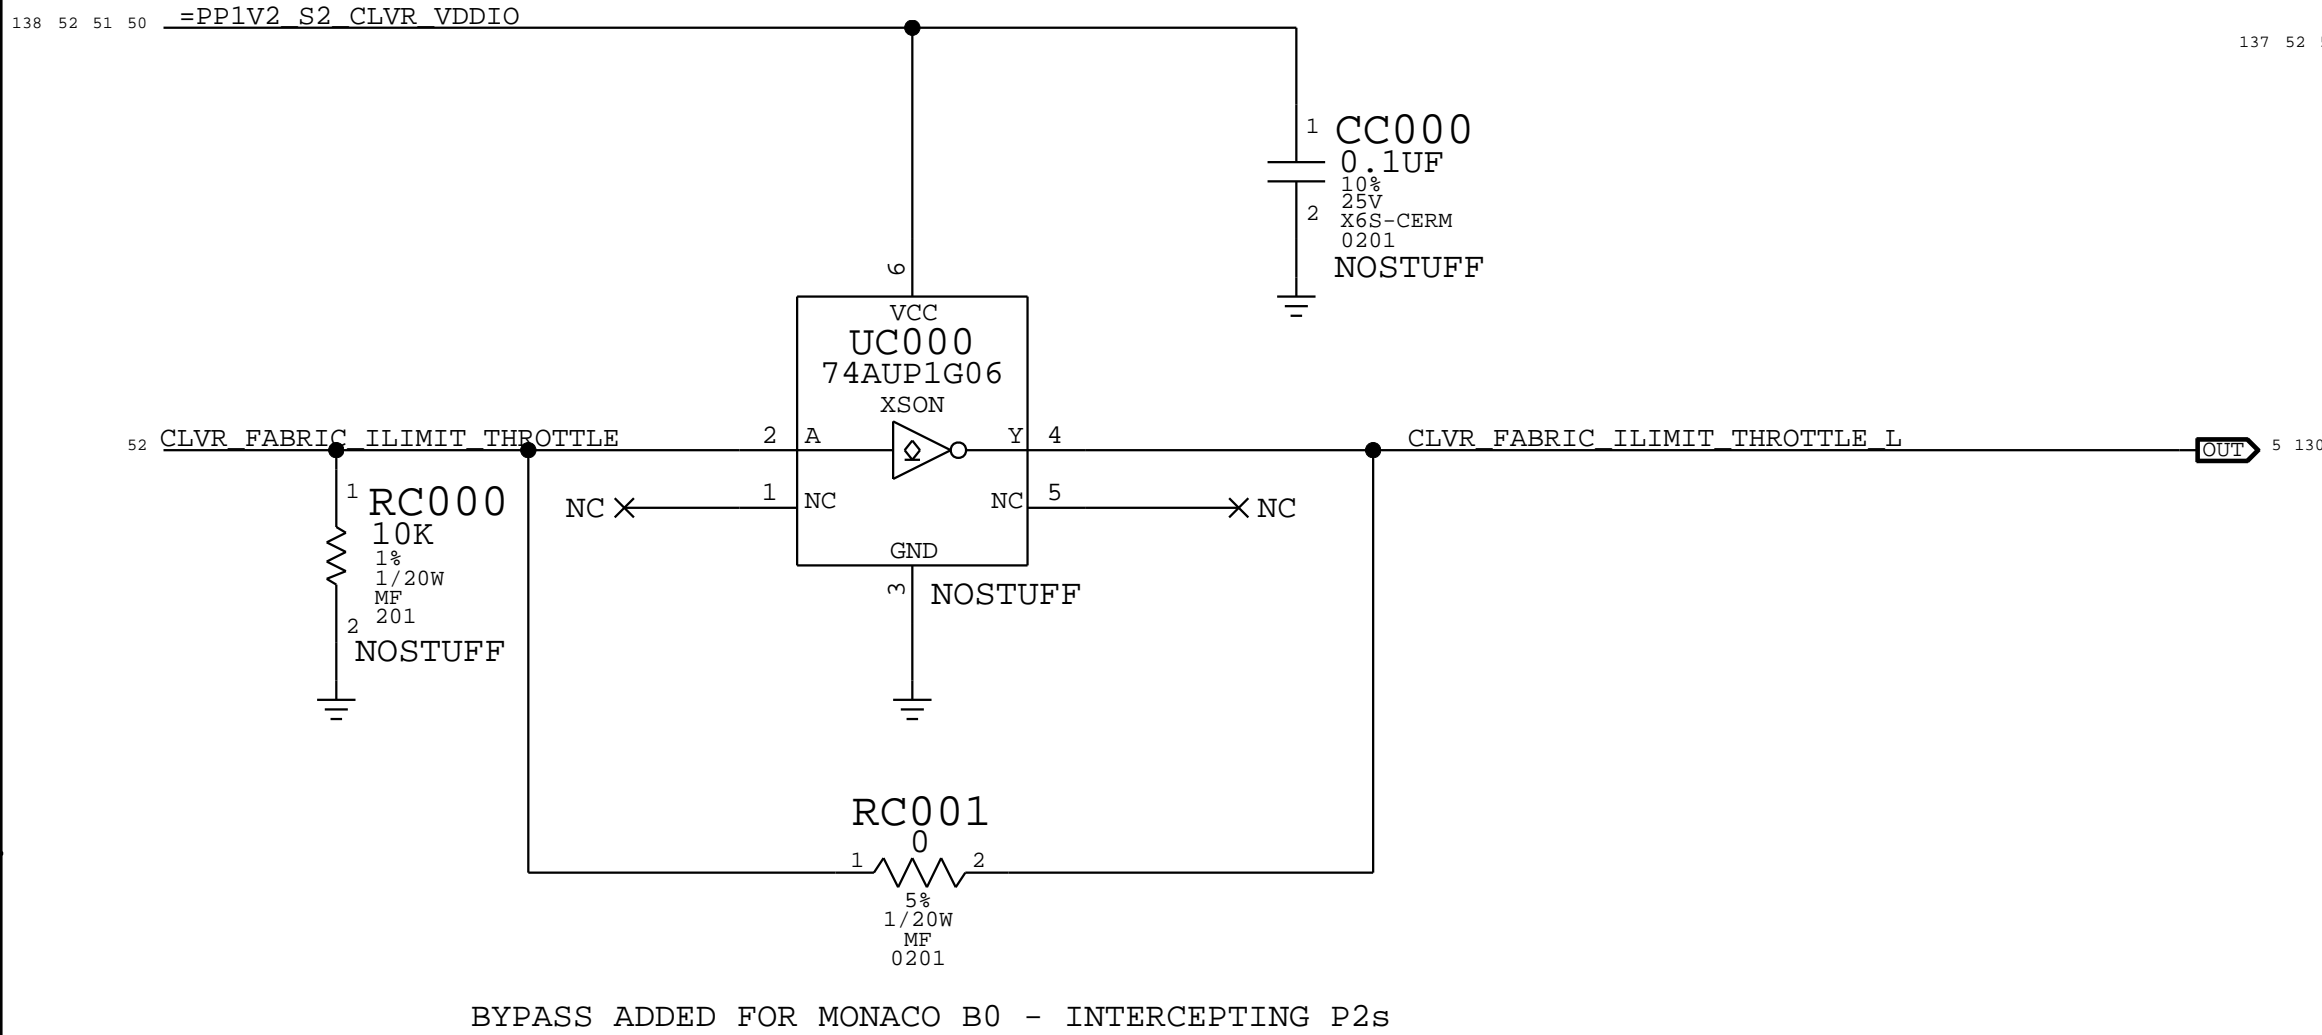 =PP1V2_S2_CLVR_VDDIO
138 52 51 50
137 52
1 CC000
0.1UF
10%
25V
2 X6S-CERM
0201
NOSTUFF
6
VCC
UC000
74AUP1G06
XSON
52 CLVR_FABRIC_ILIMIT_THROTTLE
2 A
Y 4
CLVR_FABRIC_ILIMIT_THROTTLE_L
OUT 5 130
1 RC000
10K
1%
1/20W
MF
201
2
NOSTUFF
NC 1 NC
NC 5 NC
GND
3 NOSTUFF
RC001
0
1 2
5%
1/20W
MF
0201
BYPASS ADDED FOR MONACO B0 - INTERCEPTING P2s